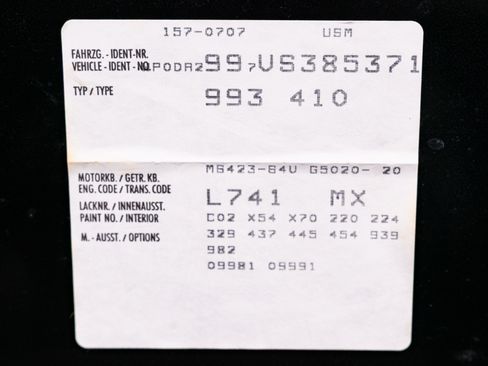 157-0707 USM
FAHRZG. - IDENT-NR.
VEHICLE - IDENT - NO. 99,VS385371
TYP / TYPE 993 410
M6423-64U G5020- 20
MOTORKB. / GETR. KB.
ENG. CODE / TRANS. CODE
L741 MX
LACKNR. / INNENAUSST.
PAINT NO. / INTERIOR C02 X54 X70 220 224
329 437 445 454 939
M. - AUSST. / OPTIONS
982
09981 09991